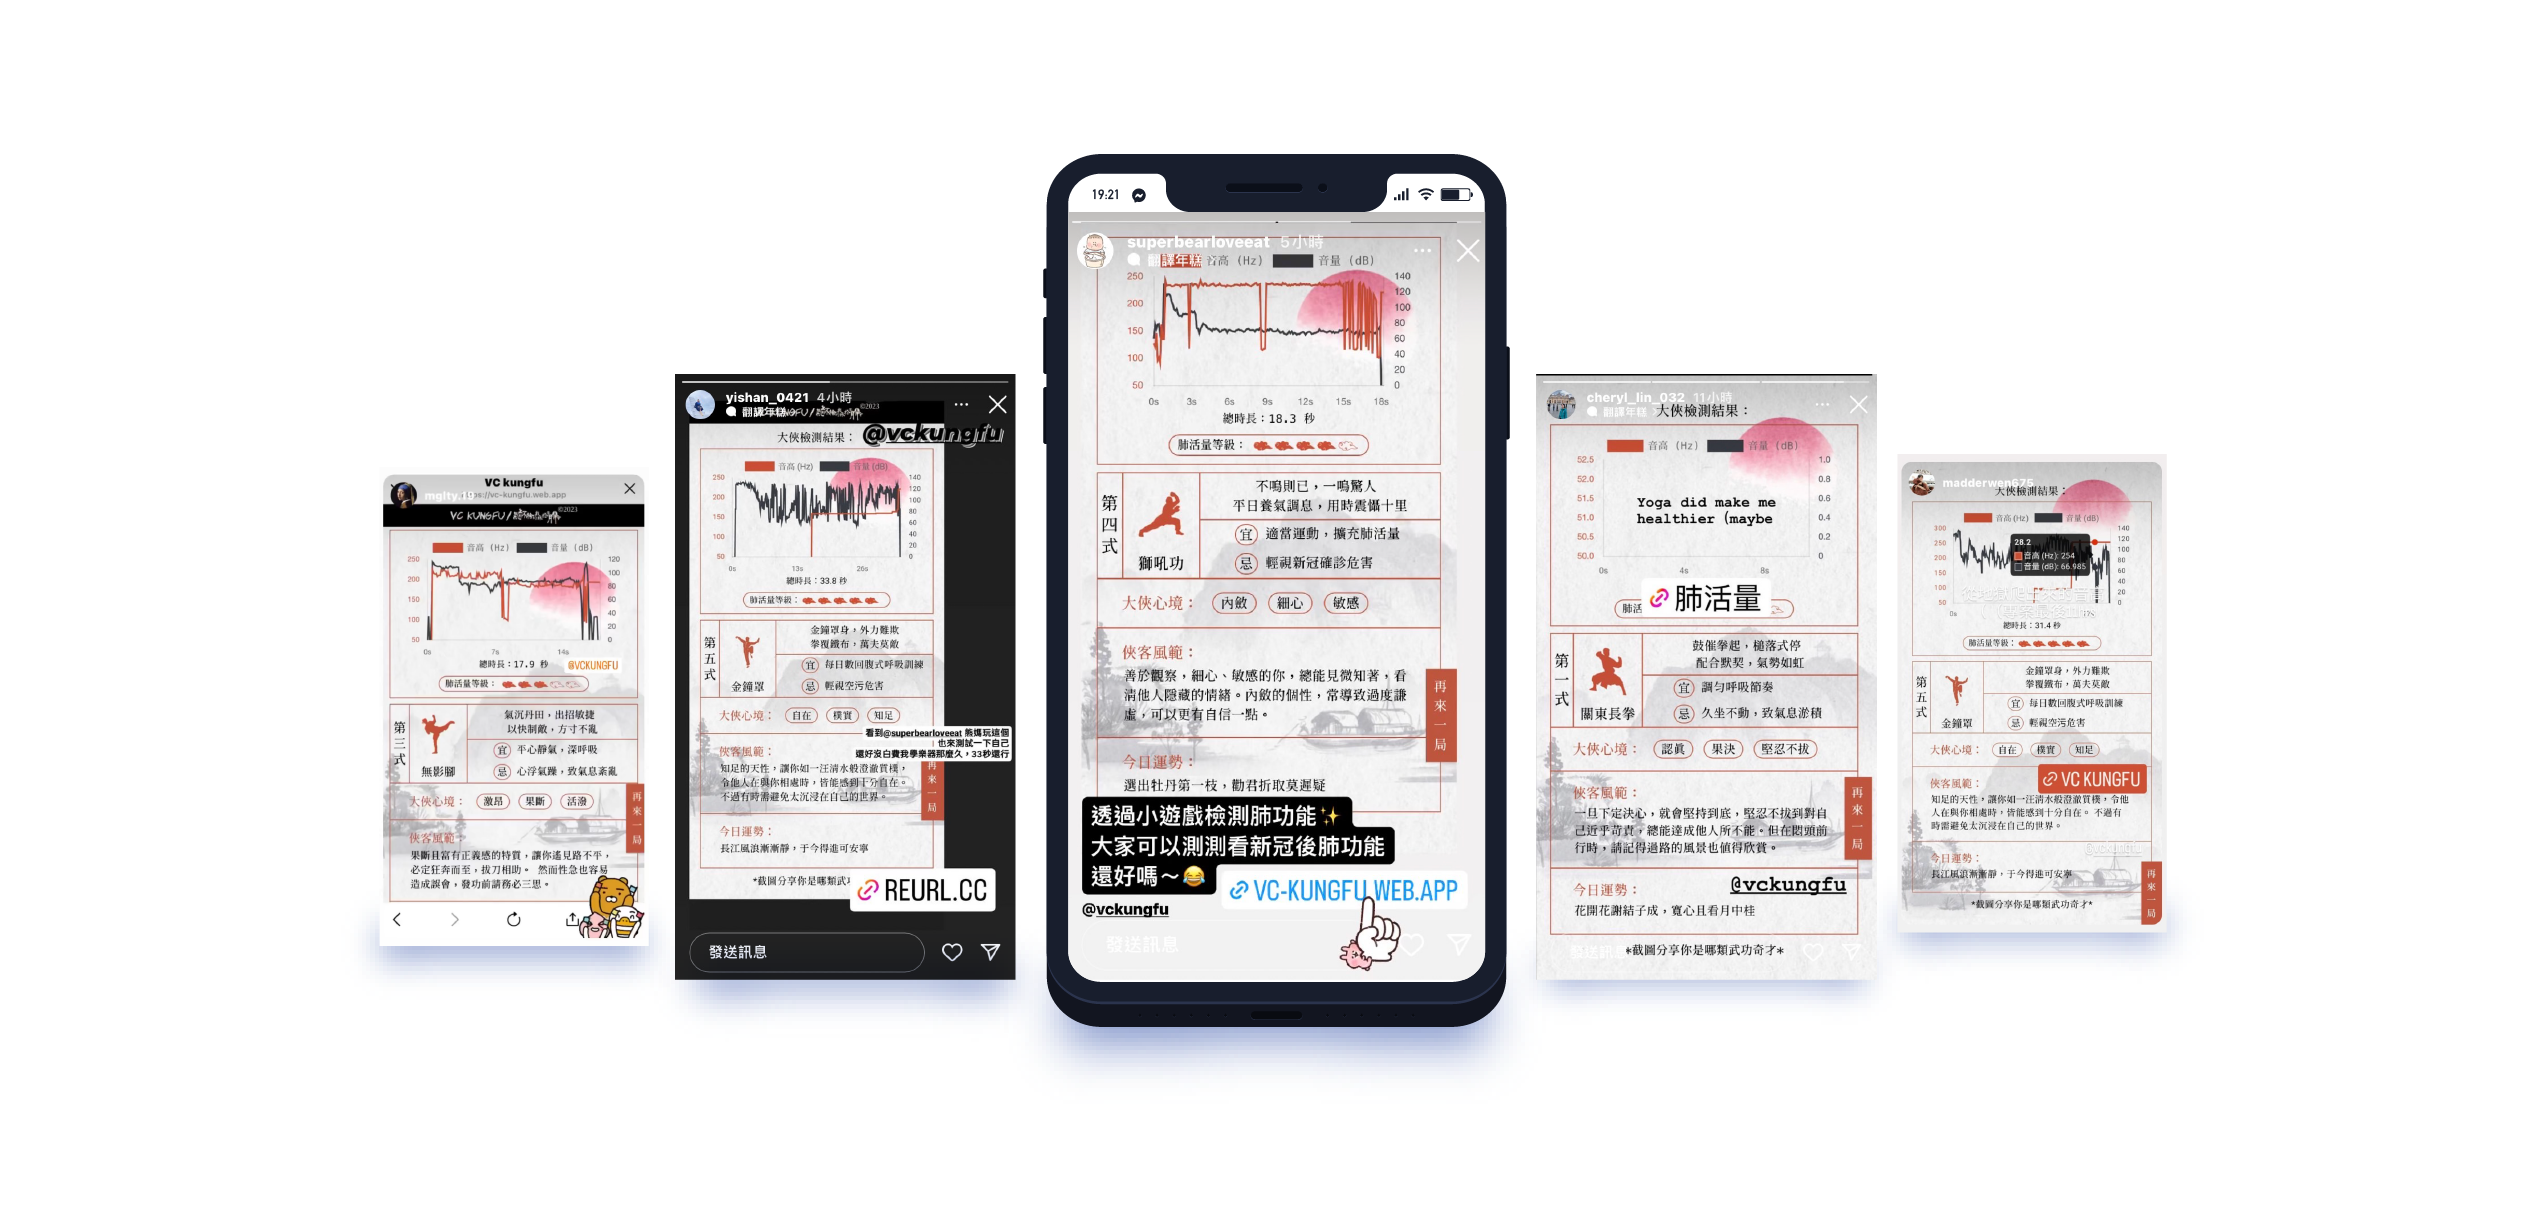 VC kungfu
mglty.19
s://vc-kungfu.web.app
VC KUNGFU/
©2023
音高 (Hz) 音量 (dB)
250
200
150
100
50
120
100
80
60
40
20
0
0s 7s 14s
總時長：17.9 秒
@VCKUNGFU
肺活量等級：
第三式
無影腳
氣沉丹田，出招敏捷
以快制敵，方寸不亂
宜 平心靜氣，深呼吸
忌 心浮氣躁，致氣息紊亂
大俠心境： 激昂 果斷 活潑
俠客風範：
果斷且富有正義感的特質，讓你遙見路不平，
必定狂奔而至，拔刀相助。 然而性急也容易
造成誤會，發功前請務必三思。
再來一局
yishan_0421 4小時
翻譯年糕
©2023
大俠檢測結果：
@vckungfu
音高 (Hz) 音量 (dB)
250
200
150
100
50
140
120
100
80
60
40
20
0
0s 13s 26s
總時長：33.8 秒
肺活量等級：
第五式
金鐘罩
金鐘罩身，外力難欺
拳覆鐵布，萬夫莫敵
宜 每日數回腹式呼吸訓練
忌 輕視空污危害
大俠心境： 自在 樸實 知足
看到@superbearloveeat 熊媽玩這個
也來測試一下自己
還好沒白費我學樂器那麼久，33秒還行
俠客風範：
知足的天性，讓你如一汪清水般澄澈質樸，
令他人在與你相處時，皆能感到十分自在。
不過有時需避免太沉浸在自己的世界。
再來一局
今日運勢：
長江風浪漸漸靜，于今得進可安寧
*截圖分享你是哪類武功
REURL.CC
發送訊息
19:21
superbearloveeat 5小時
翻譯年糕
音高 (Hz) 音量 (dB)
250
200
150
100
50
140
120
100
80
60
40
20
0
0s 3s 6s 9s 12s 15s 18s
總時長：18.3 秒
肺活量等級：
第四式
獅吼功
不鳴則已，一鳴驚人
平日養氣調息，用時震懾十里
宜 適當運動，擴充肺活量
忌 輕視新冠確診危害
大俠心境： 內斂 細心 敏感
俠客風範：
善於觀察，細心、敏感的你，總能見微知著，看
清他人隱藏的情緒。內斂的個性，常導致過度謙
虛，可以更有自信一點。
再來一局
今日運勢：
選出牡丹第一枝，勸君折取莫遲疑
透過小遊戲檢測肺功能✨
大家可以測測看新冠後肺功能
還好嗎～😂
VC-KUNGFU.WEB.APP
@vckungfu
發送訊息
cheryl_lin_032 11小時
翻譯年糕
大俠檢測結果：
音高 (Hz) 音量 (dB)
52.5
52.0
51.5
51.0
50.5
50.0
1.0
0.8
0.6
0.4
0.2
0
Yoga did make me
healthier (maybe
0s 4s 8s
肺活
肺活量
第一式
關東長拳
鼓催拳起，槌落式停
配合默契，氣勢如虹
宜 調勻呼吸節奏
忌 久坐不動，致氣息淤積
大俠心境： 認真 果決 堅忍不拔
俠客風範：
一旦下定決心，就會堅持到底，堅忍不拔到對自
己近乎苛責，總能達成他人所不能。但在悶頭前
行時，請記得過路的風景也值得欣賞。
再來一局
今日運勢：
@vckungfu
花開花謝結子成，寬心且看月中桂
發送訊息
*截圖分享你是哪類武功奇才*
madderwen675
大俠檢測結果：
音高 (Hz) 音量 (dB)
300
250
200
150
100
50
140
120
100
80
60
40
20
0
28.2
音高 (Hz): 254
音量 (dB): 66.985
0s
總時長：31.4 秒
肺活量等級：
第五式
金鐘罩
金鐘罩身，外力難欺
拳覆鐵布，萬夫莫敵
宜 每日數回腹式呼吸訓練
忌 輕視空污危害
大俠心境： 自在 樸實 知足
VC KUNGFU
俠客風範：
知足的天性，讓你如一汪清水般澄澈質樸，令他
人在與你相處時，皆能感到十分自在。 不過有
時需避免太沉浸在自己的世界。
@vckungfu
今日運勢：
長江風浪漸漸靜，于今得進可安寧
再來一局
*截圖分享你是哪類武功奇才*